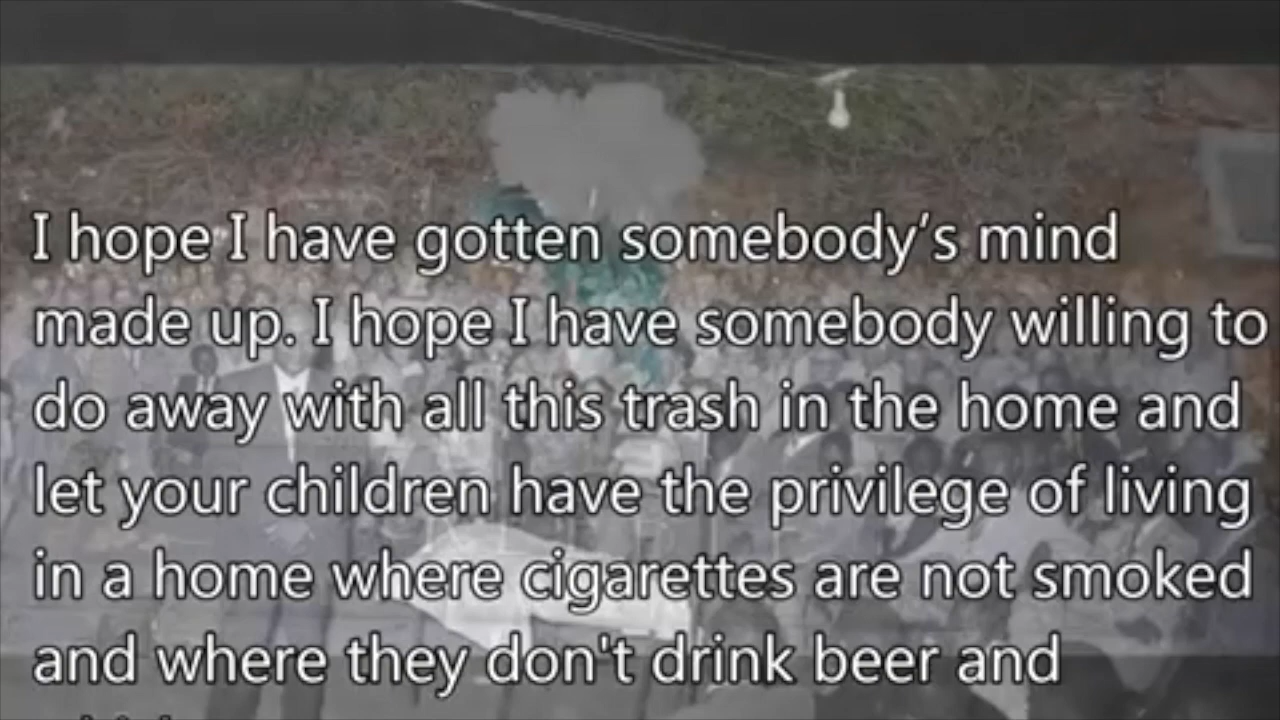 I hope I have gotten somebody’s mind
made up. I hope I have somebody willing to
do away with all this trash in the home and
let your children have the privilege of living
in a home where cigarettes are not smoked
and where they don't drink beer and